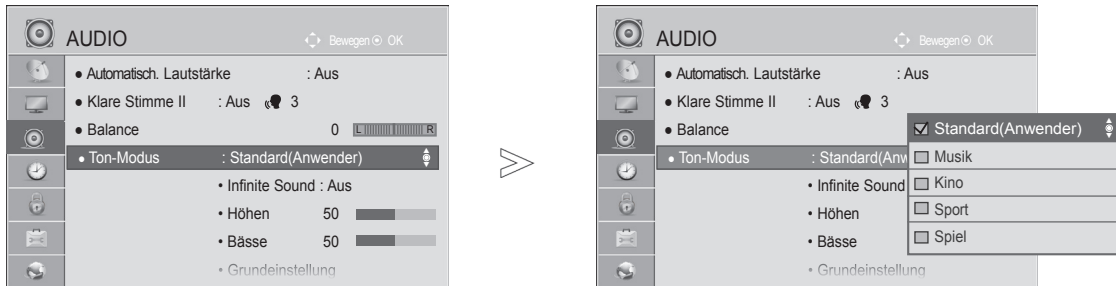 AUDIO
Bewegen OK
• Automatisch. Lautstärke : Aus
• Klare Stimme II : Aus 3
• Balance 0 L R
• Ton-Modus : Standard(Anwender)
• Infinite Sound : Aus
• Höhen 50
• Bässe 50
• Grundeinstellung
AUDIO
Bewegen OK
• Automatisch. Lautstärke : Aus
• Klare Stimme II : Aus 3
• Balance
• Ton-Modus : Standard(Anw
• Infinite Sound
• Höhen
• Bässe
• Grundeinstellung
Standard(Anwender)
Musik
Kino
Sport
Spiel